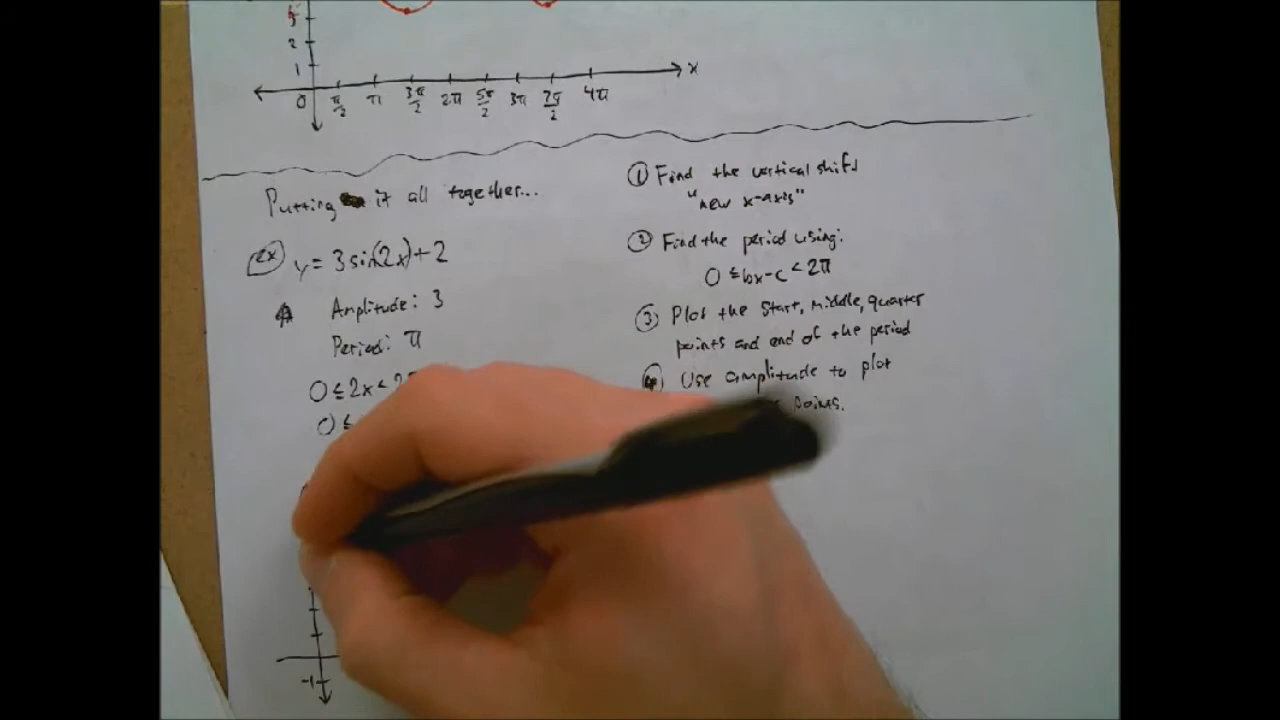 3
2
1
0 π/2 π 3π/2 2π 5π/2 3π 7π/2 4π x
Putting it all together...
Ex y = 3 sin(2x) + 2
Amplitude: 3
Period: π
0 ≤ 2x < 2
0 ≤
-1
① Find the vertical shift
"new x-axis"
② Find the period using:
0 ≤ bx-c < 2π
③ Plot the start, middle, quarter
points and end of the period
④ Use amplitude to plot
points.